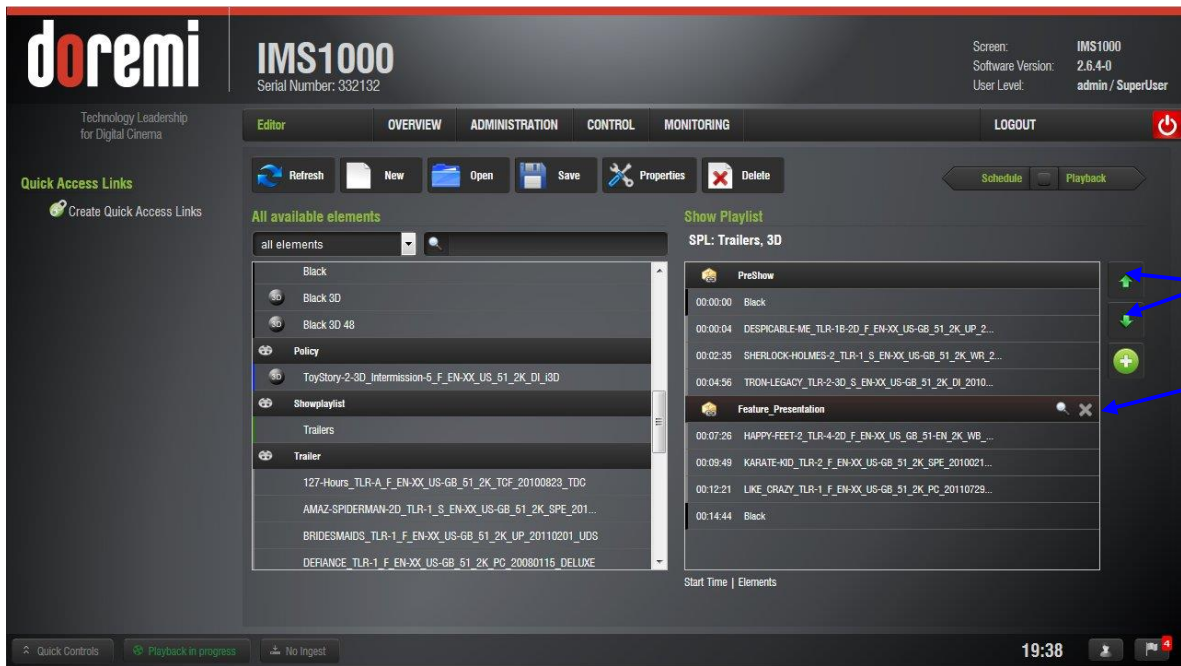 doremi
Technology Leadership
for Digital Cinema
IMS1000
Serial Number: 332132
Screen: IMS1000
Software Version: 2.6.4-0
User Level: admin / SuperUser
Editor OVERVIEW ADMINISTRATION CONTROL MONITORING LOGOUT
Quick Access Links
Create Quick Access Links
Refresh New Open Save Properties Delete
Schedule Playback
All available elements
all elements
Black
3D Black 3D
3D Black 3D 48
Policy
3D ToyStory-2-3D_Intermission-5_F_EN-XX_US_51_2K_DI_i3D
Showplaylist
Trailers
Trailer
127-Hours_TLR-A_F_EN-XX_US-GB_51_2K_TCF_20100823_TDC
AMAZ-SPIDERMAN-2D_TLR-1_S_EN-XX_US-GB_51_2K_SPE_201...
BRIDESMAIDS_TLR-1_F_EN-XX_US-GB_51_2K_UP_20110201_UDS
DEFIANCE_TLR-1_F_EN-XX_US-GB_51_2K_PC_20080115_DELUXE
Show Playlist
SPL: Trailers, 3D
PreShow
00:00:00 Black
00:00:04 DESPICABLE-ME_TLR-1B-2D_F_EN-XX_US-GB_51_2K_UP_2...
00:02:35 SHERLOCK-HOLMES-2_TLR-1_S_EN-XX_US-GB_51_2K_WR_2...
00:04:56 TRON-LEGACY_TLR-2-3D_S_EN-XX_US-GB_51_2K_DI_2010...
Feature_Presentation
00:07:26 HAPPY-FEET-2_TLR-4-2D_F_EN-XX_US_GB_51-EN_2K_WB_...
00:09:49 KARATE-KID_TLR-2_F_EN-XX_US-GB_51_2K_SPE_2010021...
00:12:21 LIKE_CRAZY_TLR-1_F_EN-XX_US-GB_51_2K_PC_20110729...
00:14:44 Black
Start Time | Elements
Quick Controls Playback in progress No Ingest 19:38 4